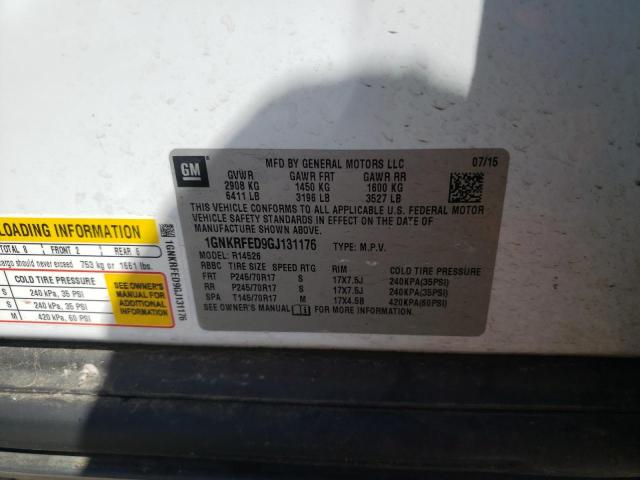 GM
MFD BY GENERAL MOTORS LLC 07/15
GVWR GAWR FRT GAWR RR
2908 KG 1450 KG 1600 KG
6411 LB 3196 LB 3527 LB
THIS VEHICLE CONFORMS TO ALL APPLICABLE U.S. FEDERAL MOTOR
VEHICLE SAFETY STANDARDS IN EFFECT ON THE DATE OF
MANUFACTURE SHOWN ABOVE.
1GNKRFED9GJ131176 TYPE: M.P.V.
MODEL: R14526
RBBC TIRE SIZE SPEED RTG RIM COLD TIRE PRESSURE
FRT P245/70R17 S 17X7.5J 240KPA(35PSI)
RR P245/70R17 S 17X7.5J 240KPA(35PSI)
SPA T145/70R17 M 17X4.5B 420KPA(60PSI)
SEE OWNER'S MANUAL FOR MORE INFORMATION.
LOADING INFORMATION
TOTAL 8 FRONT 2 REAR 6
cargo should never exceed 753 kg or 1661 lbs.
COLD TIRE PRESSURE
S 240 kPa, 35 PSI
S 240 kPa, 35 PSI
M 420 kPa, 60 PSI
SEE OWNER'S
MANUAL FOR
ADDITIONAL
INFORMATION
1GNKRFED9GJ131176